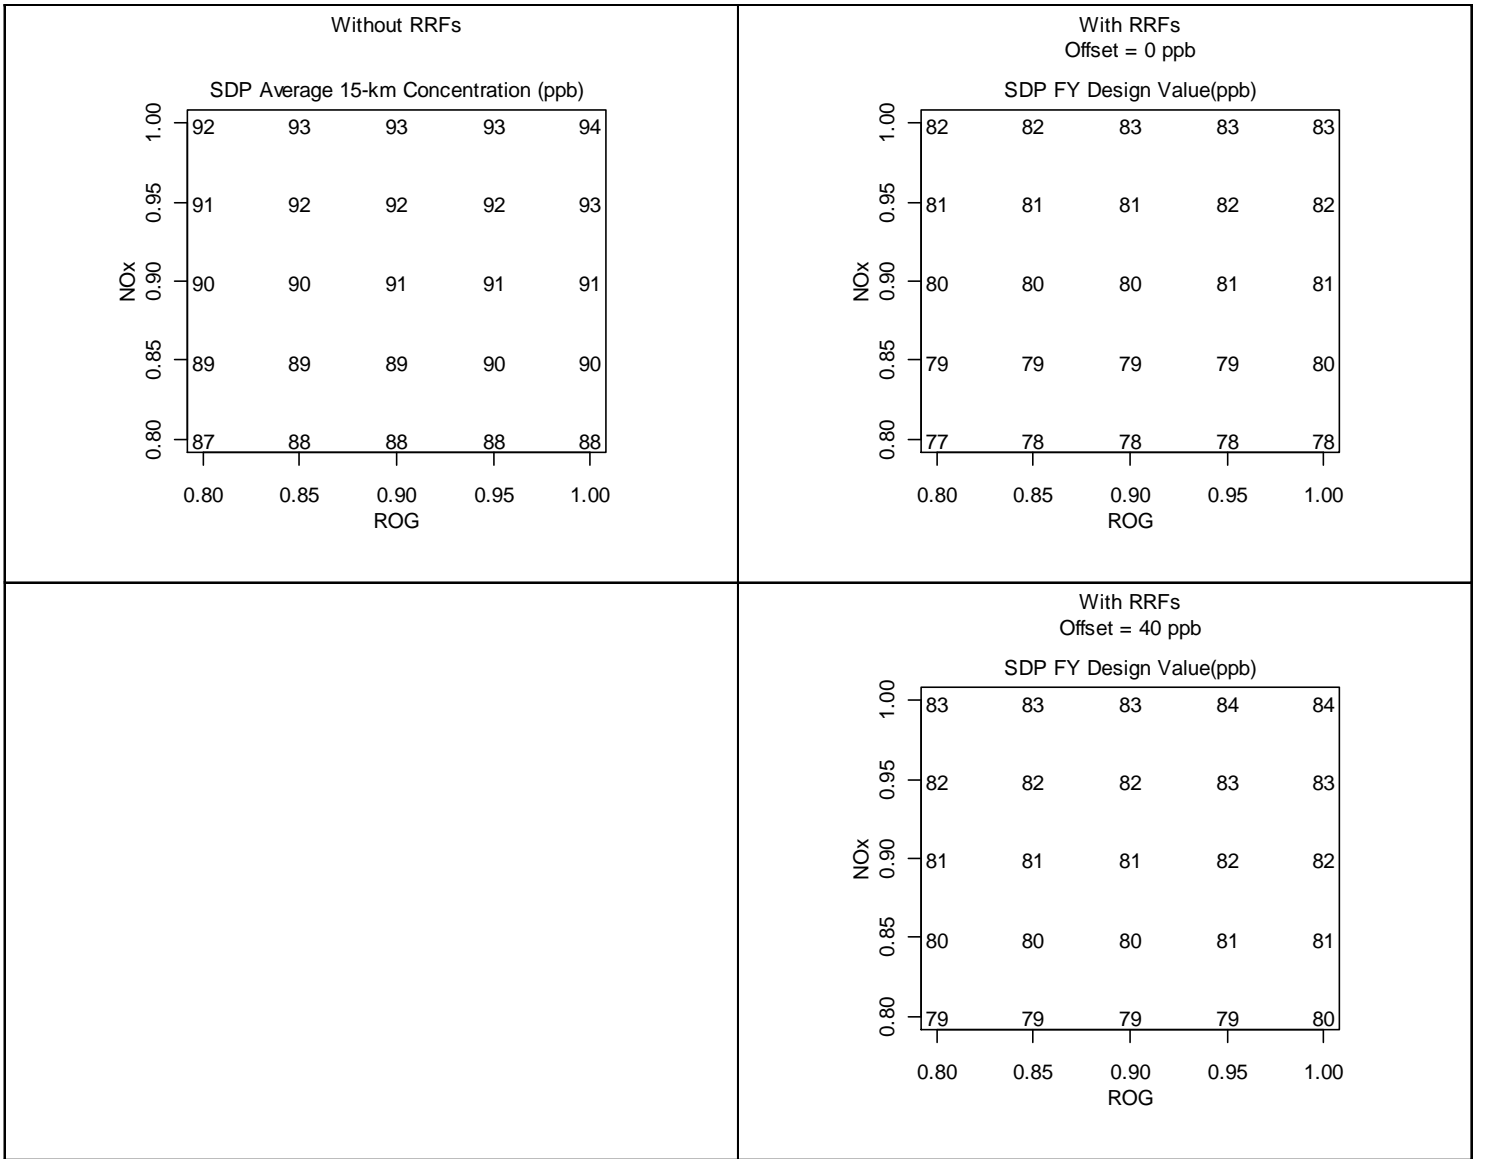 Without RRFs
SDP Average 15-km Concentration (ppb)
1.00 92 93 93 93 94
0.95 91 92 92 92 93
NOx
0.90 90 90 91 91 91
0.85 89 89 89 90 90
0.80 87 88 88 88 88
0.80 0.85 0.90 0.95 1.00
ROG
With RRFs
Offset = 0 ppb
SDP FY Design Value(ppb)
1.00 82 82 83 83 83
0.95 81 81 81 82 82
NOx
0.90 80 80 80 81 81
0.85 79 79 79 79 80
0.80 77 78 78 78 78
0.80 0.85 0.90 0.95 1.00
ROG
With RRFs
Offset = 40 ppb
SDP FY Design Value(ppb)
1.00 83 83 83 84 84
0.95 82 82 82 83 83
NOx
0.90 81 81 81 82 82
0.85 80 80 80 81 81
0.80 79 79 79 79 80
0.80 0.85 0.90 0.95 1.00
ROG